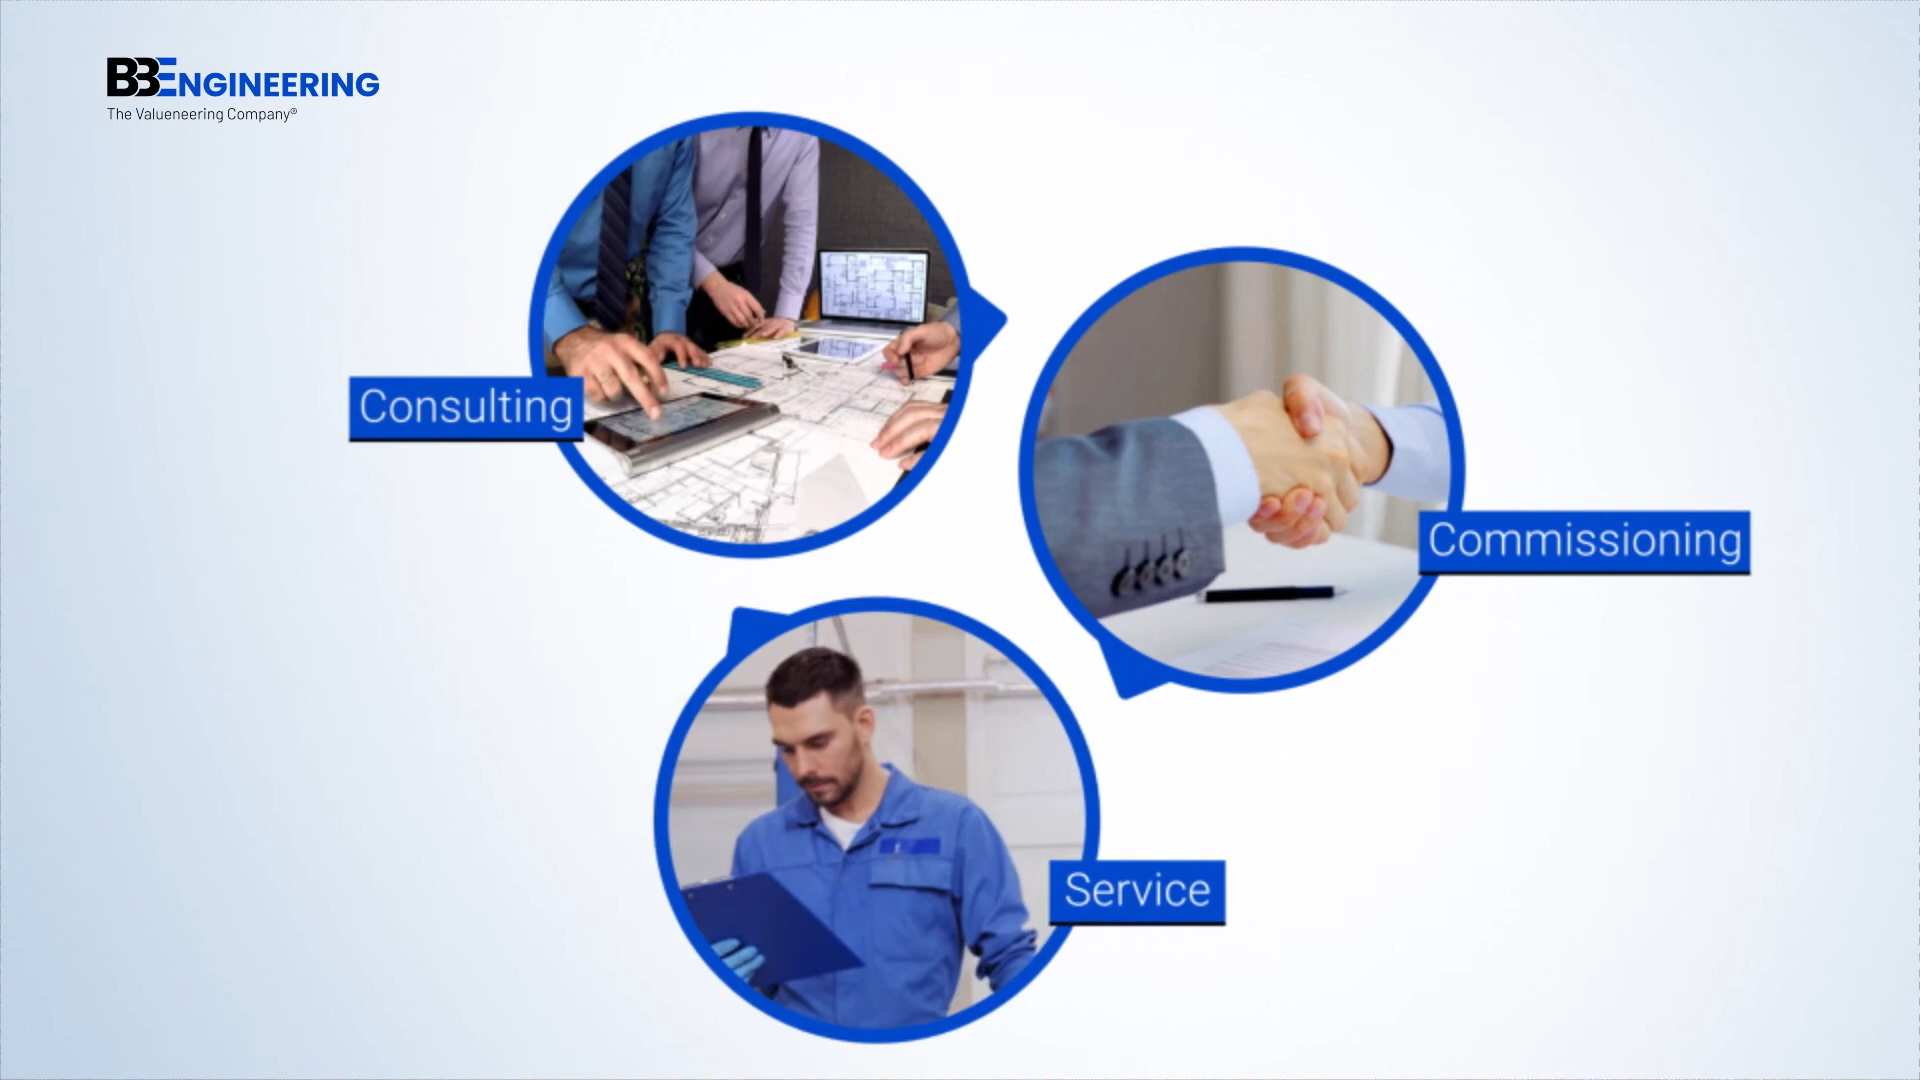 BBENGINEERING
The Valueneering Company®
Consulting
Commissioning
Service